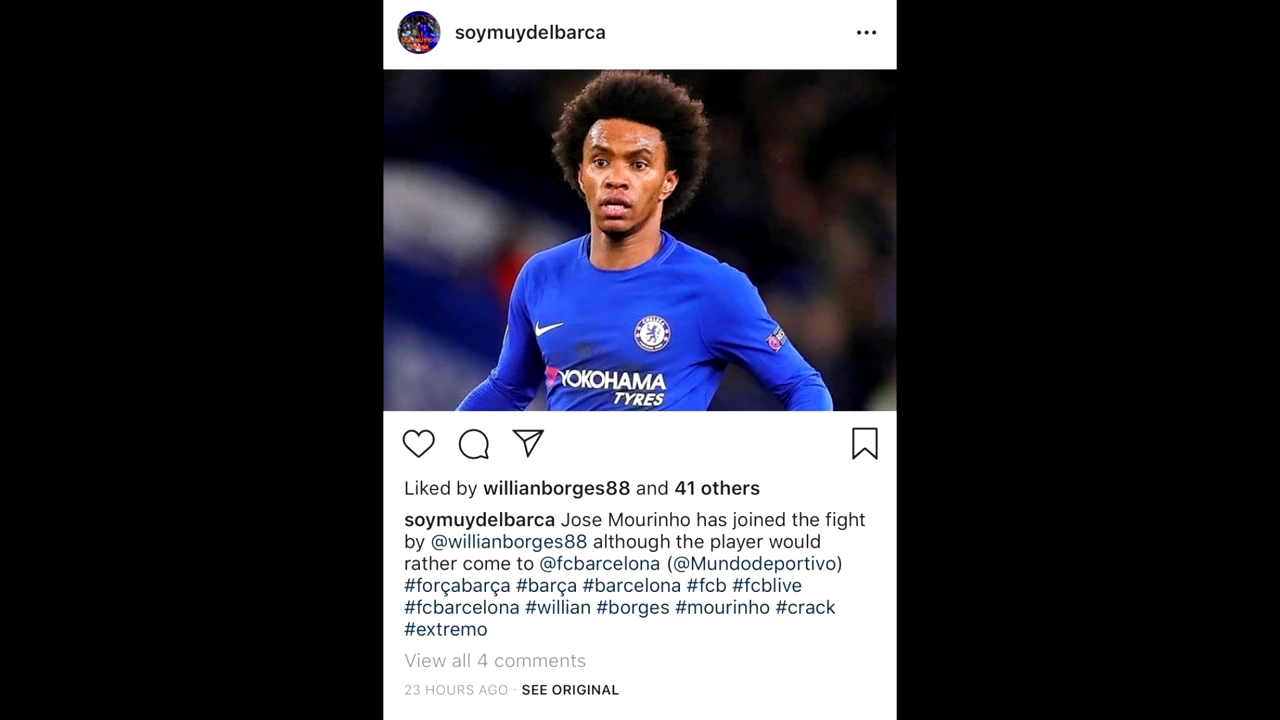 soymuydelbarca
CHELSEA
YOKOHAMA
TYRES
Liked by willianborges88 and 41 others
soymuydelbarca Jose Mourinho has joined the fight
by @willianborges88 although the player would
rather come to @fcbarcelona (@Mundodeportivo)
#forçabarça #barça #barcelona #fcb #fcblive
#fcbarcelona #willian #borges #mourinho #crack
#extremo
View all 4 comments
23 HOURS AGO · SEE ORIGINAL